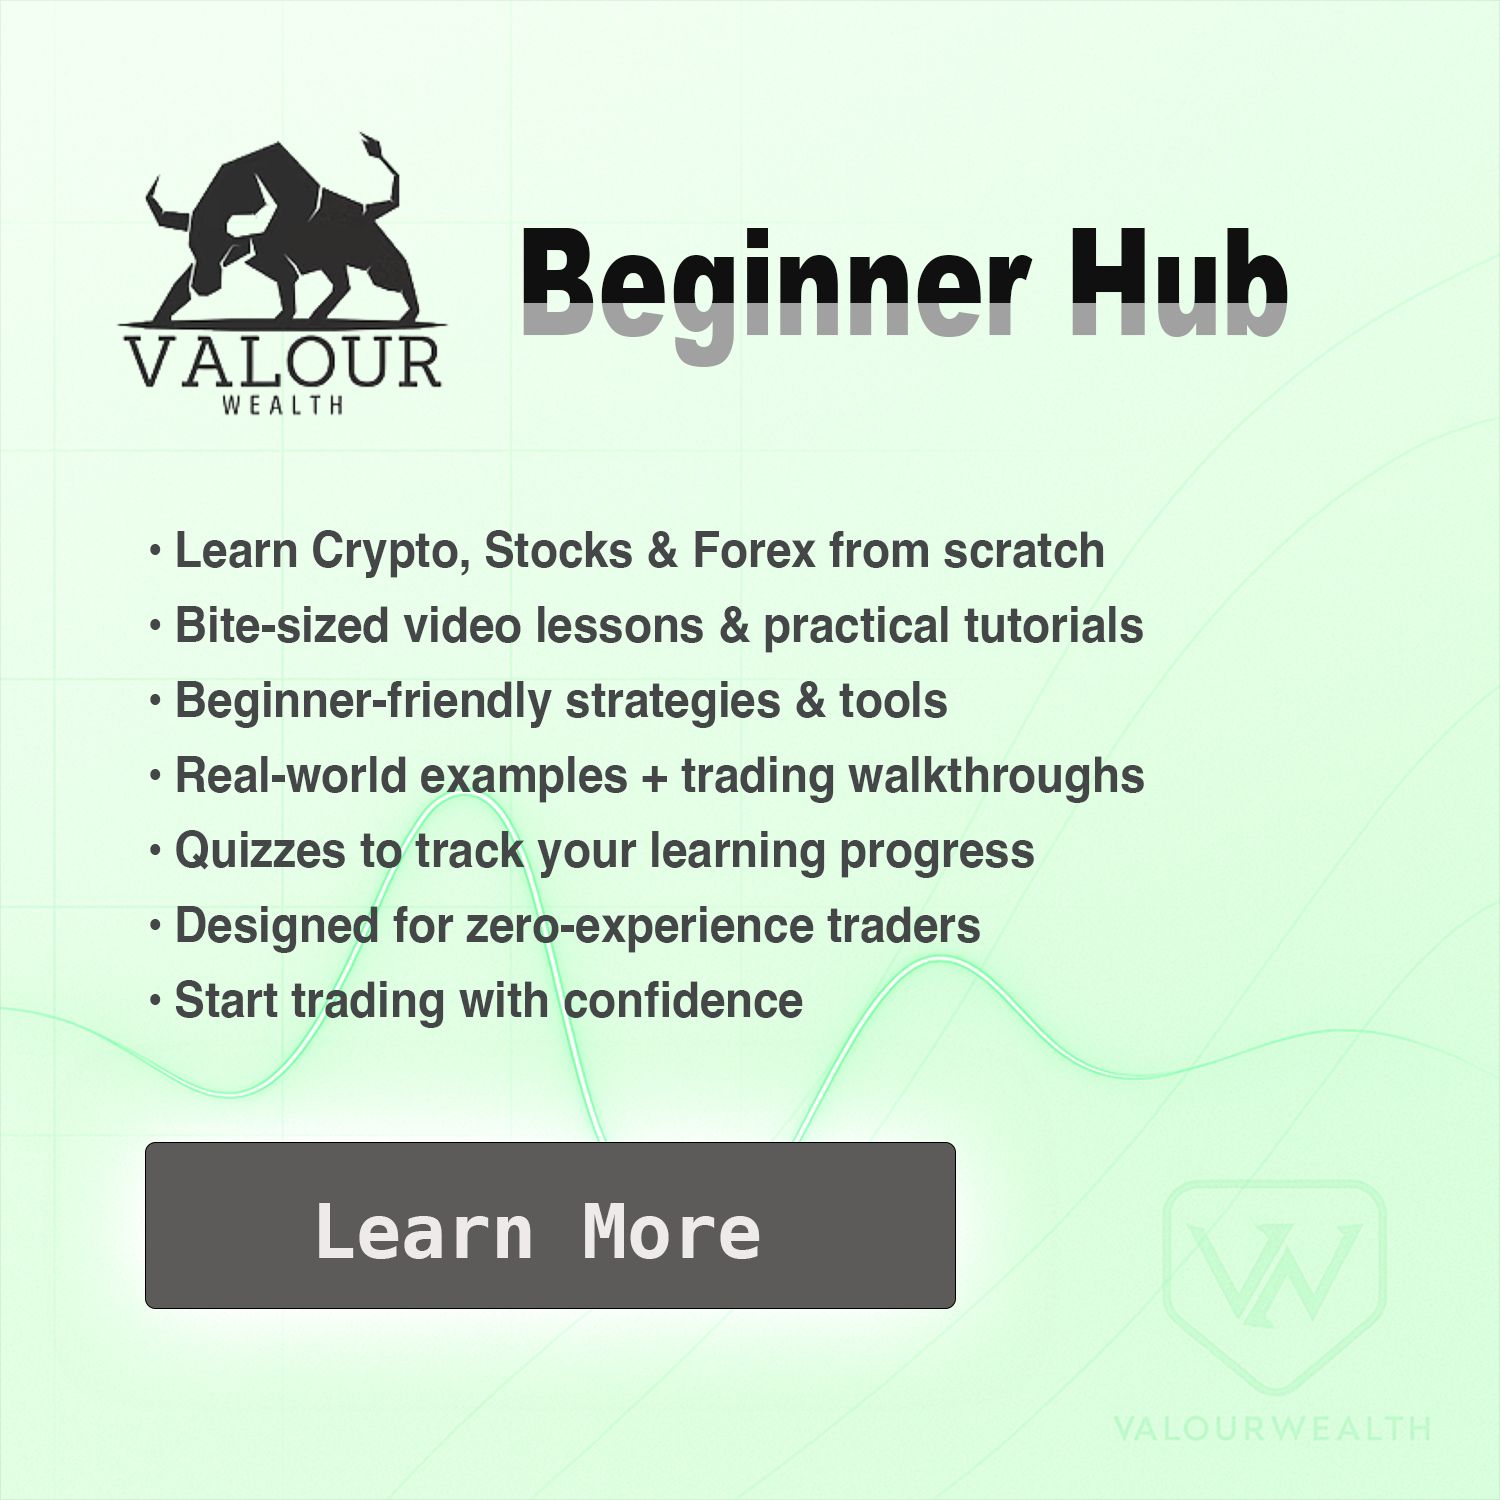 VALOUR
WEALTH
Beginner Hub
• Learn Crypto, Stocks & Forex from scratch
• Bite-sized video lessons & practical tutorials
• Beginner-friendly strategies & tools
• Real-world examples + trading walkthroughs
• Quizzes to track your learning progress
• Designed for zero-experience traders
• Start trading with confidence
Learn More
VW
VALOURWEALTH